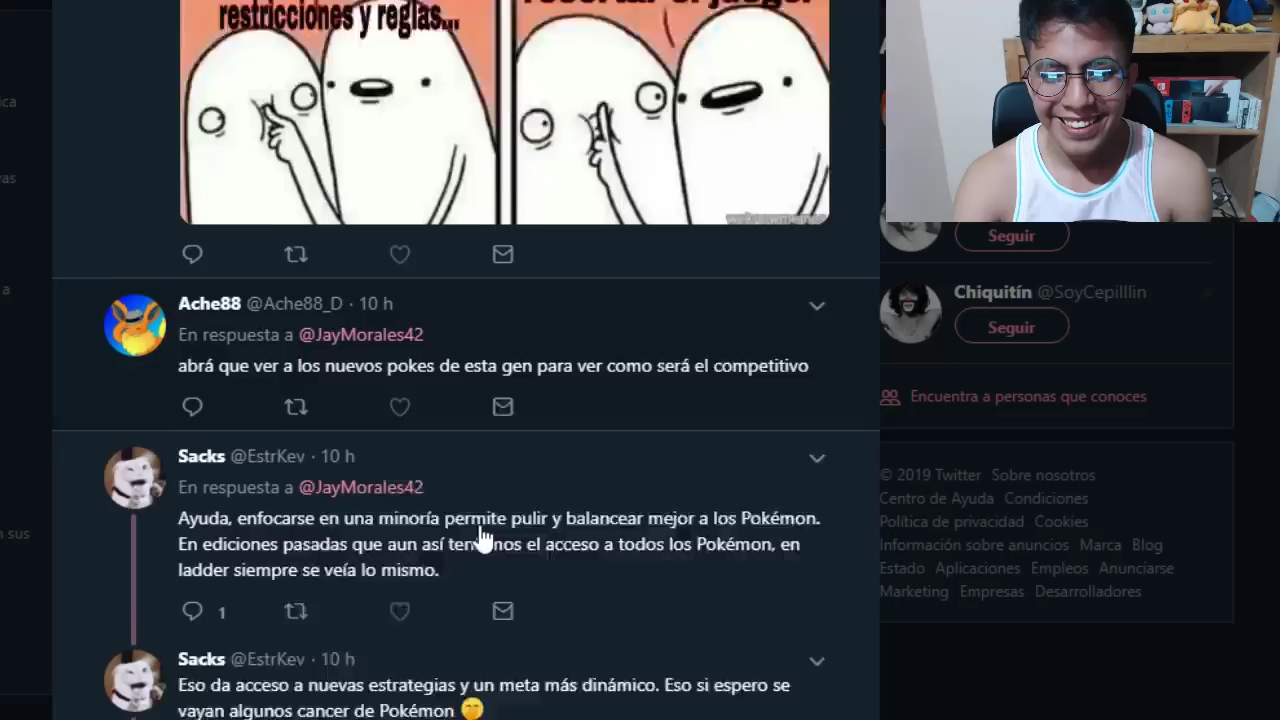 restricciones y reglas...
Seguir
Chiquitín @SoyCepilllin
Seguir
Encuentra a personas que conoces
© 2019 Twitter Sobre nosotros
Centro de Ayuda Condiciones
Política de privacidad Cookies
Información sobre anuncios Marca Blog
Estado Aplicaciones Empleos Anunciarse
Marketing Empresas Desarrolladores
Ache88 @Ache88_D · 10 h
En respuesta a @JayMorales42
abrá que ver a los nuevos pokes de esta gen para ver como será el competitivo
Sacks @EstrKev · 10 h
En respuesta a @JayMorales42
Ayuda, enfocarse en una minoría permite pulir y balancear mejor a los Pokémon.
En ediciones pasadas que aun así teníamos el acceso a todos los Pokémon, en
ladder siempre se veía lo mismo.
1
Sacks @EstrKev · 10 h
Eso da acceso a nuevas estrategias y un meta más dinámico. Eso si espero se
vayan algunos cancer de Pokémon